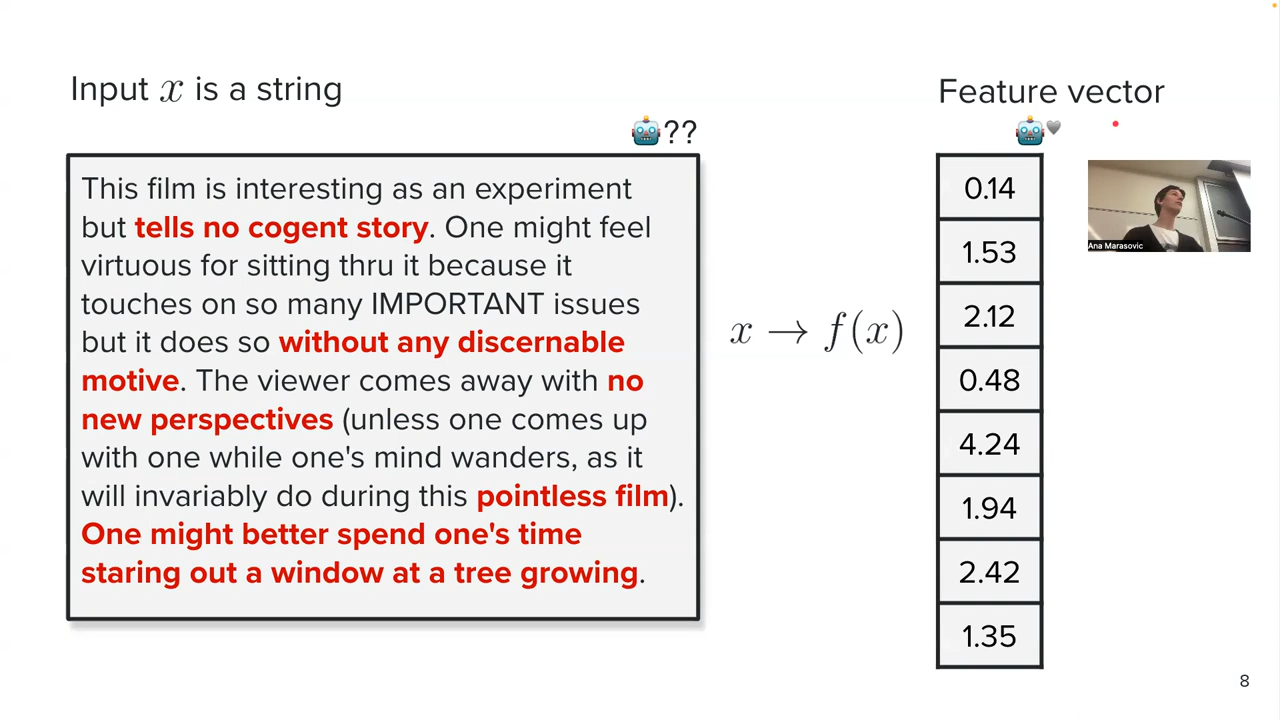 Input x is a string
🤖??
This film is interesting as an experiment
but tells no cogent story. One might feel
virtuous for sitting thru it because it
touches on so many IMPORTANT issues
but it does so without any discernable
motive. The viewer comes away with no
new perspectives (unless one comes up
with one while one's mind wanders, as it
will invariably do during this pointless film).
One might better spend one's time
staring out a window at a tree growing.
x → f(x)
Feature vector
0.14
1.53
2.12
0.48
4.24
1.94
2.42
1.35
Ana Marasovic
8